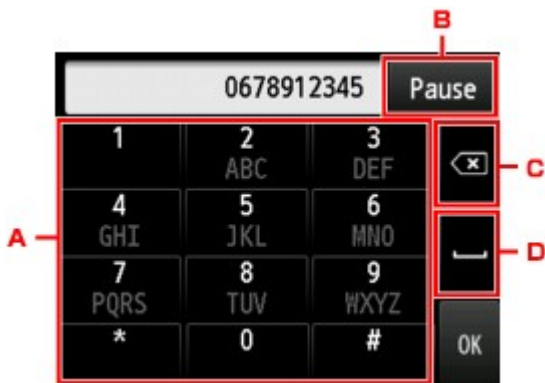 B
0678912345 Pause
1 2 3
ABC DEF
C
4 5 6
A GHI JKL MNO
D
7 8 9
PQRS TUV WXYZ
* 0 # OK